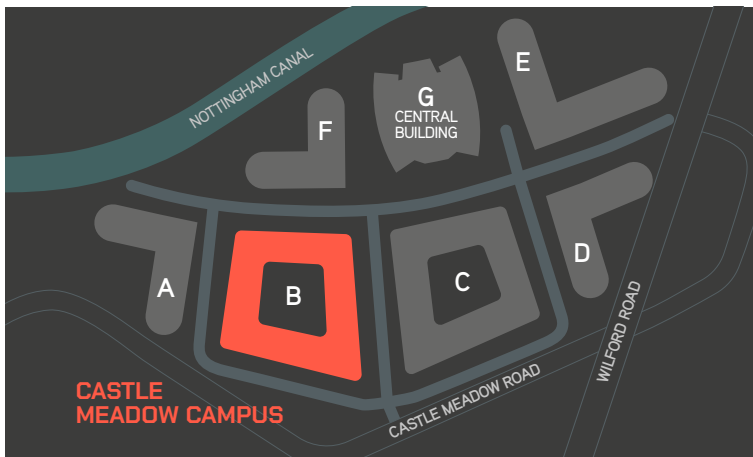 NOTTINGHAM CANAL
E
G
CENTRAL
BUILDING
F
D
A
B
C
WILFORD ROAD
CASTLE MEADOW ROAD
CASTLE
MEADOW CAMPUS